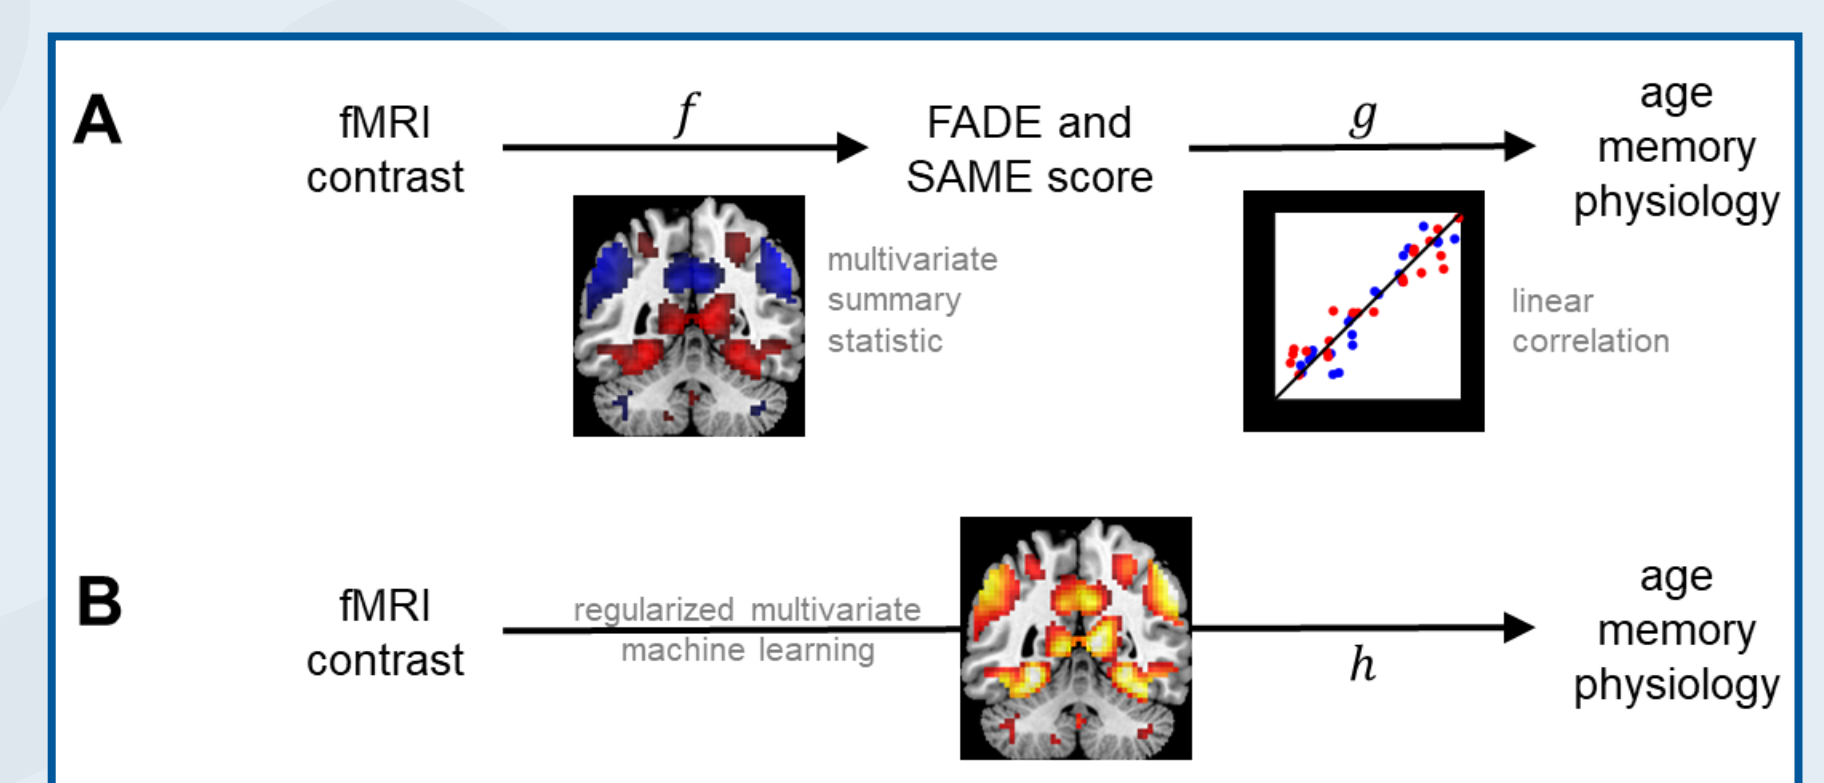 A
fMRI
contrast
f
FADE and
SAME score
g
age
memory
physiology
multivariate
summary
statistic
linear
correlation
B
fMRI
contrast
regularized multivariate
machine learning
h
age
memory
physiology